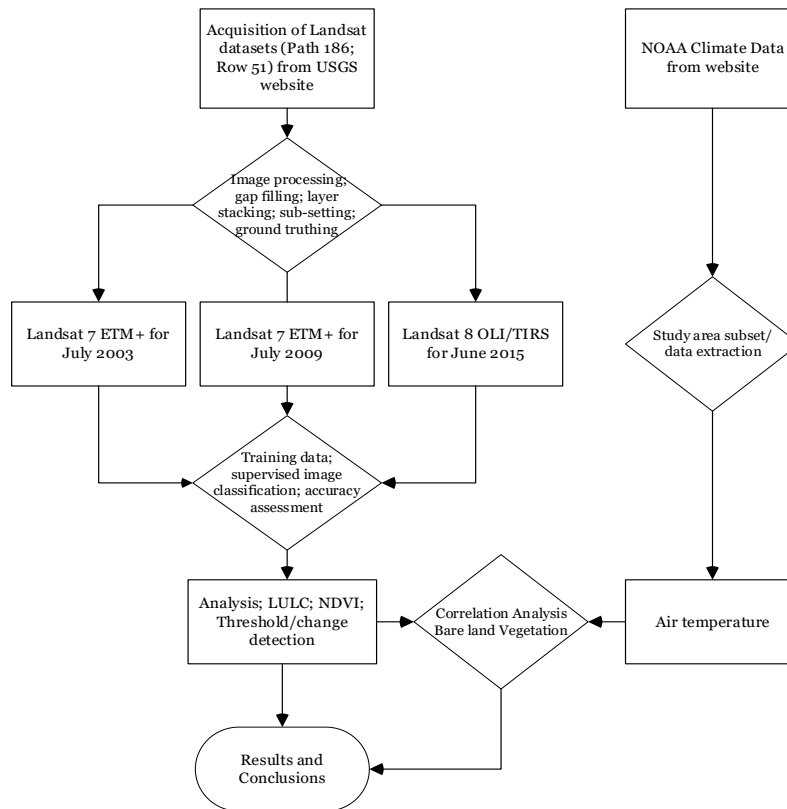 Acquisition of Landsat
datasets (Path 186;
Row 51) from USGS
website
NOAA Climate Data
from website
Image processing;
gap filling; layer
stacking; sub-setting;
ground truthing
Landsat 7 ETM+ for
July 2003
Landsat 7 ETM+ for
July 2009
Landsat 8 OLI/TIRS
for June 2015
Study area subset/
data extraction
Training data;
supervised image
classification; accuracy
assessment
Analysis; LULC; NDVI;
Threshold/change
detection
Correlation Analysis
Bare land Vegetation
Air temperature
Results and
Conclusions